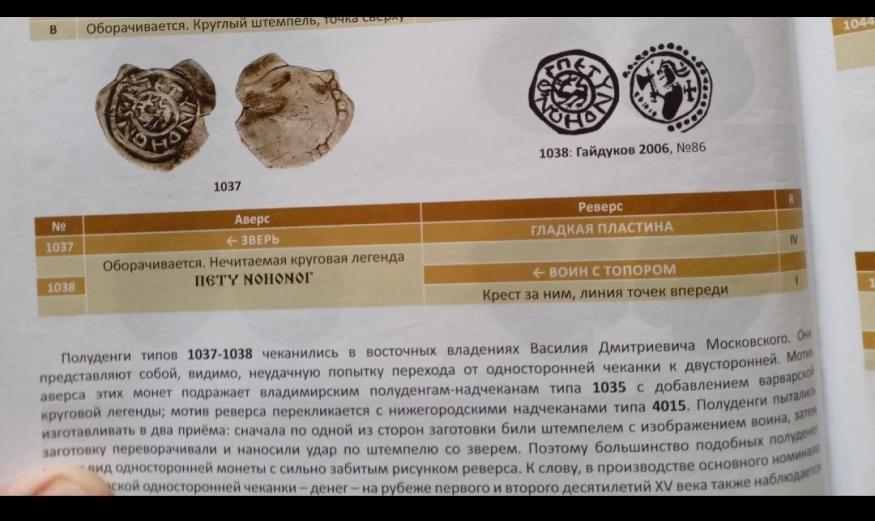 В Оборачивается. Круглый штемпель, точка сверху
1044
1037
1038: Гайдуков 2006, №86
№ Аверс Реверс R
1037 ← ЗВЕРЬ ГЛАДКАЯ ПЛАСТИНА IV
Оборачивается. Нечитаемая круговая легенда
ПЕТУ NОНОNОГ
1038 ← ВОИН С ТОПОРОМ
Крест за ним, линия точек впереди I
Полуденги типов 1037-1038 чеканились в восточных владениях Василия Дмитриевича Московского. Они
представляют собой, видимо, неудачную попытку перехода от односторонней чеканки к двусторонней. Мотив
аверса этих монет подражает владимирским полуденгам-надчеканам типа 1035 с добавлением варварской
круговой легенды; мотив реверса перекликается с нижегородскими надчеканами типа 4015. Полуденги пытались
изготавливать в два приёма: сначала по одной из сторон заготовки били штемпелем с изображением воина, затем
заготовку переворачивали и наносили удар по штемпелю со зверем. Поэтому большинство подобных полуденег
вид односторонней монеты с сильно забитым рисунком реверса. К слову, в производстве основного номинала
ской односторонней чеканки – денег – на рубеже первого и второго десятилетий XV века также наблюдается